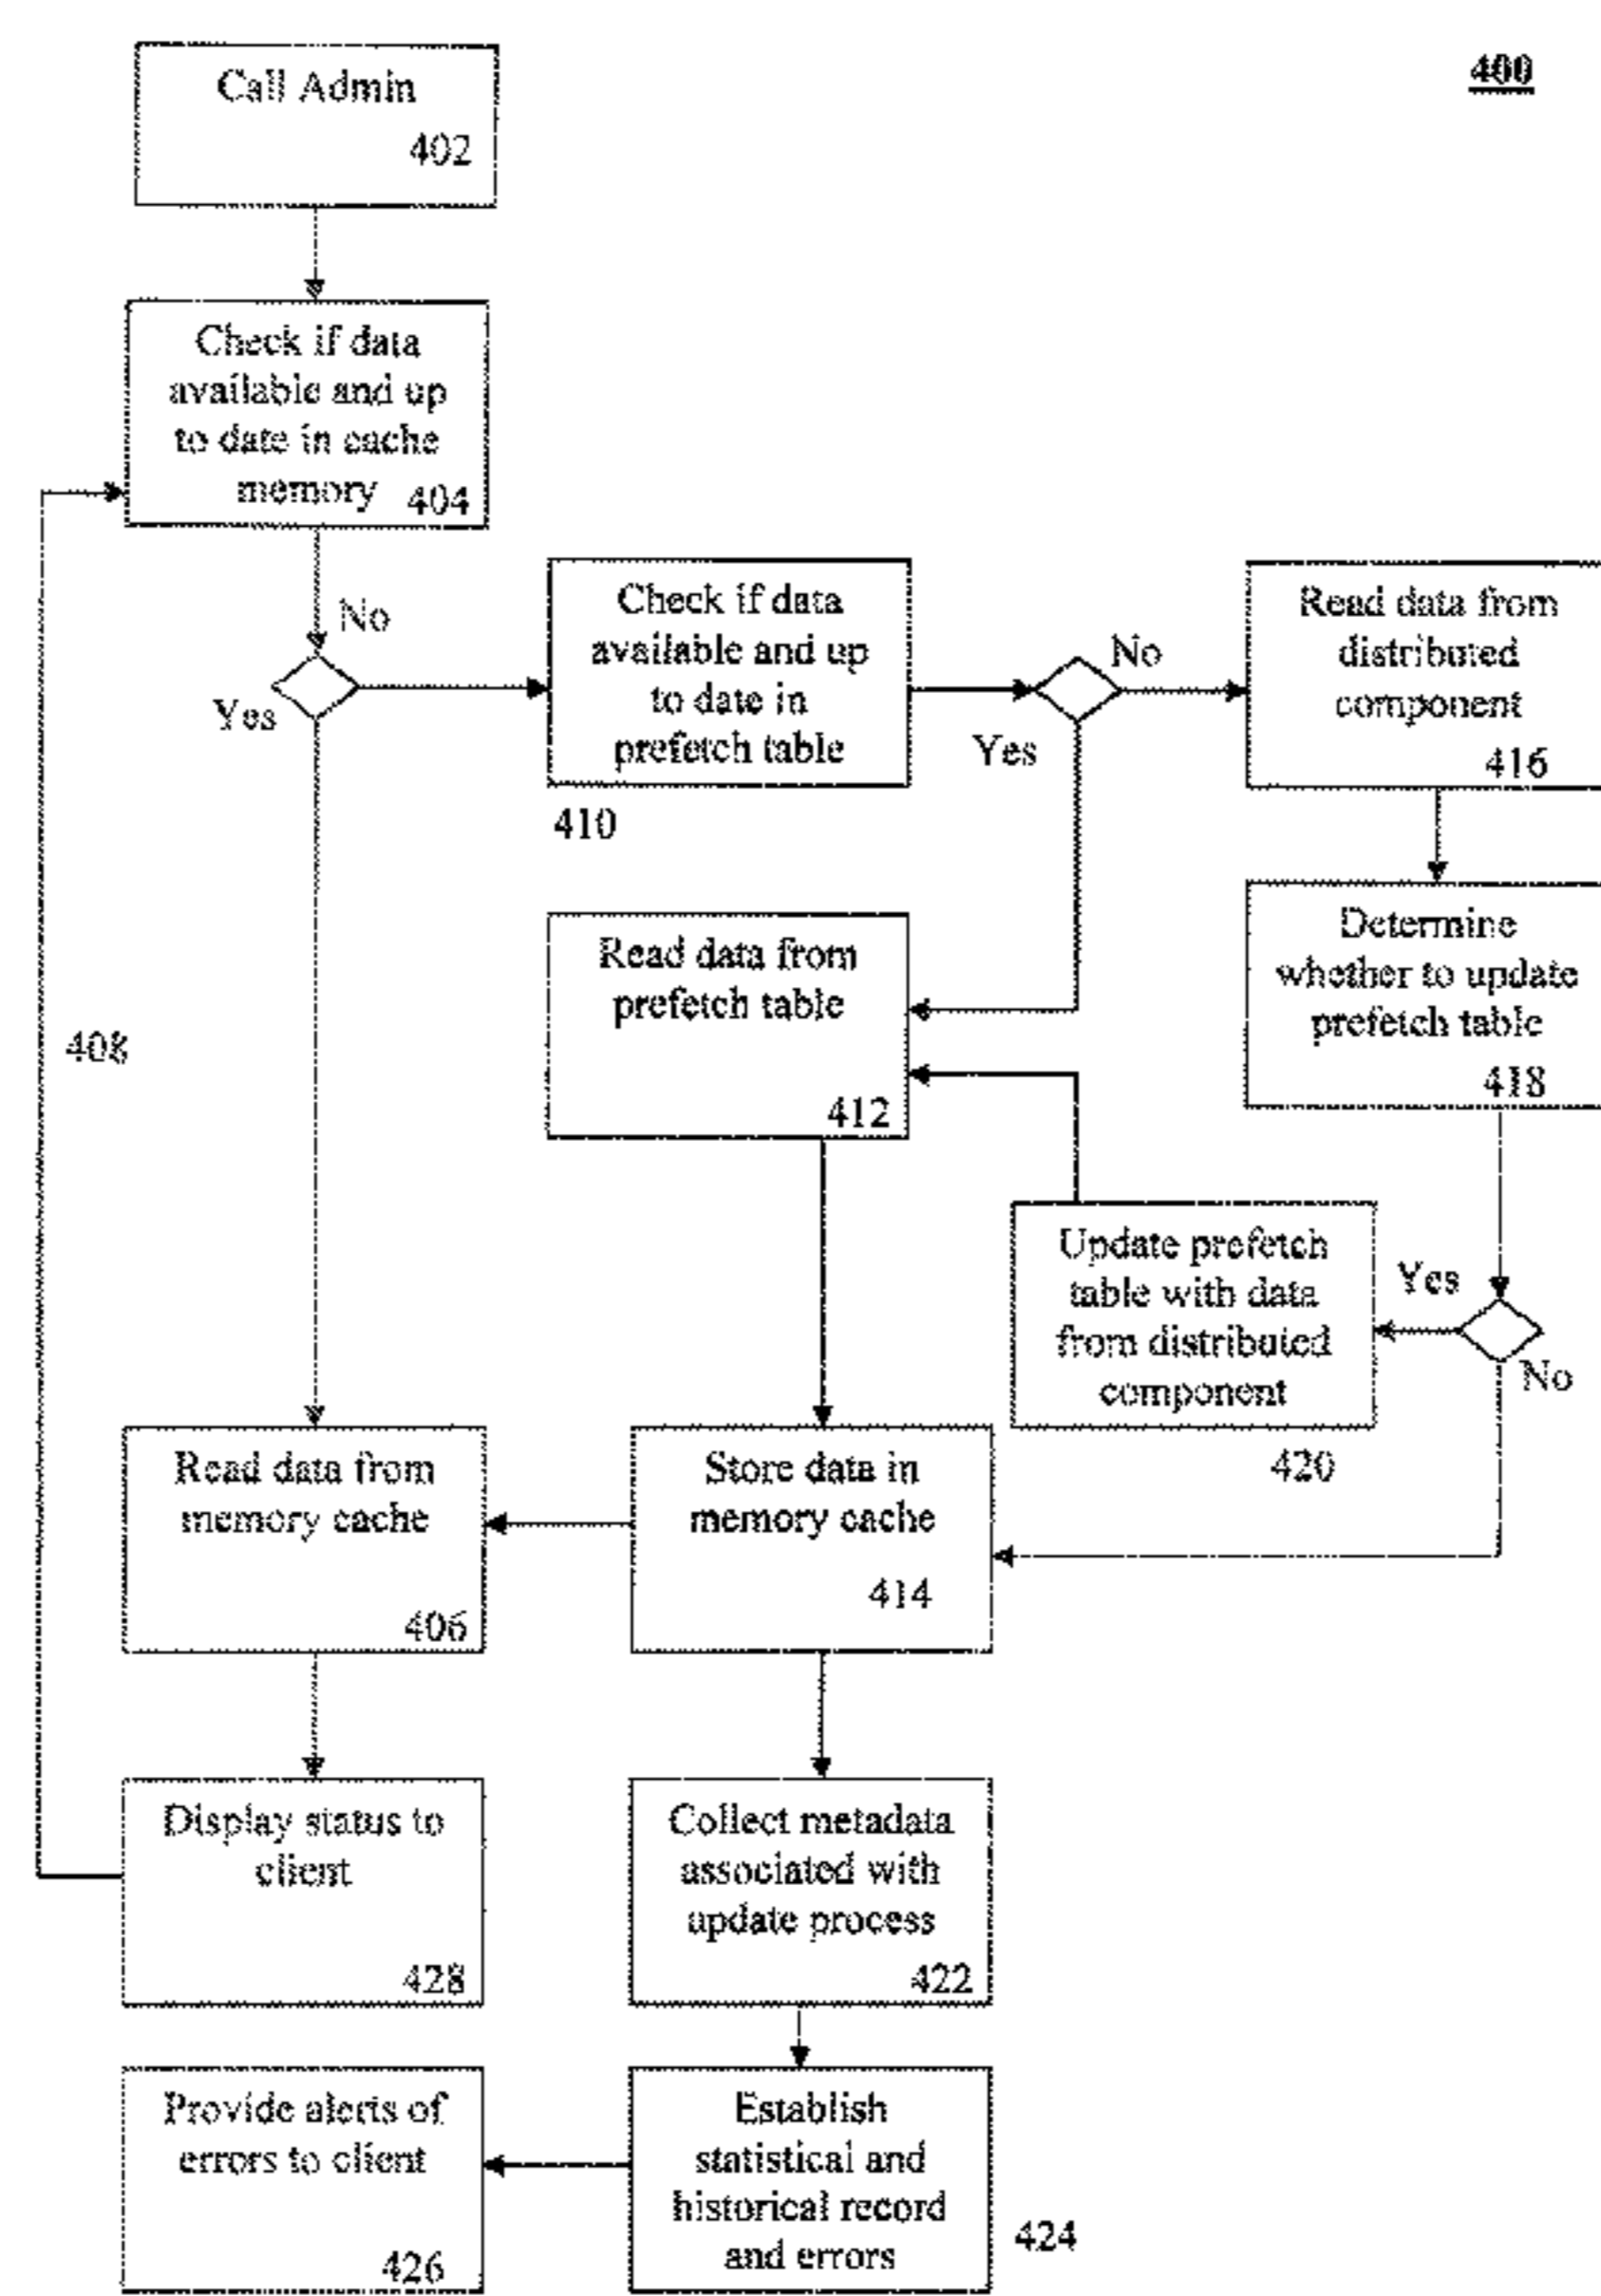 400
Call Admin
402
Check if data
available and up
to date in cache
memory 404
No
Yes
Check if data
available and up
to date in
prefetch table
410
No
Yes
Read data from
distributed
component
416
Determine
whether to update
prefetch table
418
Read data from
prefetch table
412
408
Update prefetch
table with data
from distributed
component
420
Yes
No
Read data from
memory cache
406
Store data in
memory cache
414
Display status to
client
428
Collect metadata
associated with
update process
422
Provide alerts of
errors to client
426
Establish
statistical and
historical record
and errors
424